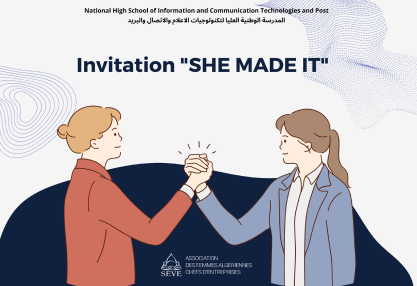 National High School of Information and Communication Technologies and Post
المدرسة الوطنية العليا لتكنولوجيات الاعلام والاتصال والبريد
Invitation "SHE MADE IT"
SEVE
ASSOCIATION
DES FEMMES ALGÉRIENNES
CHEFS D'ENTREPRISES